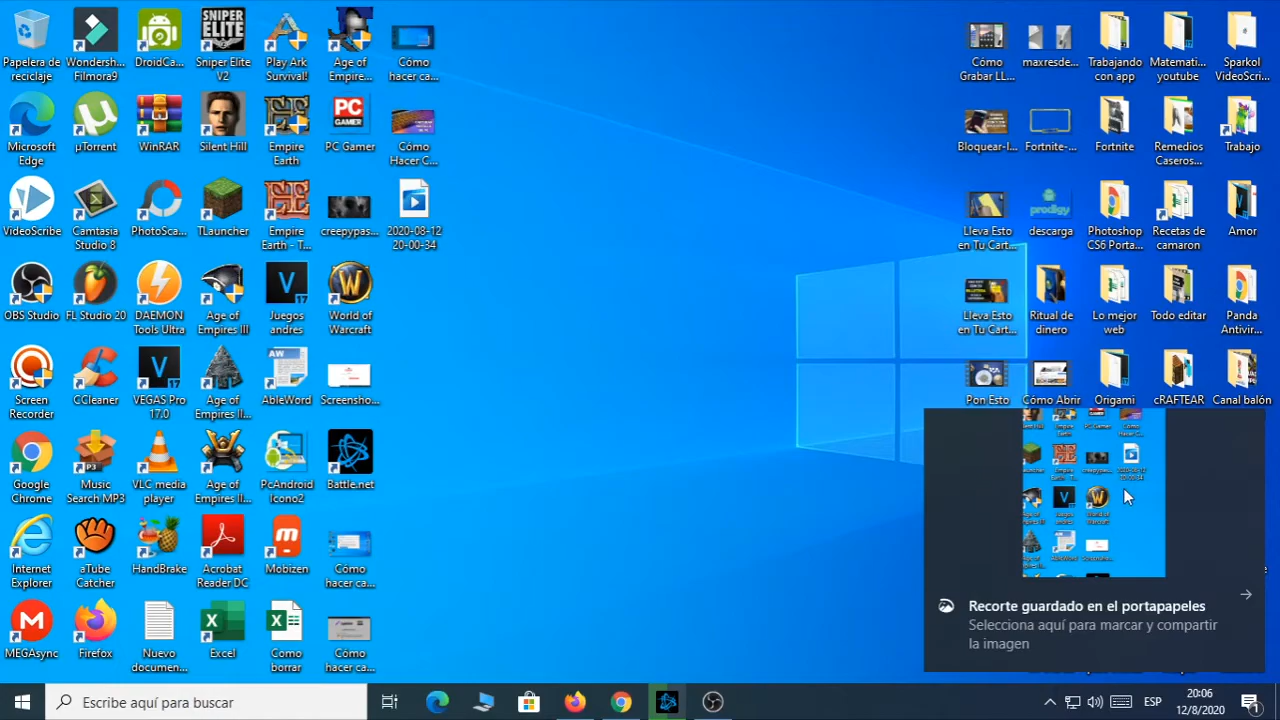 Papelera de
reciclaje
Wondersh...
Filmora9
DroidCa...
SNIPER
ELITE
Sniper Elite
V2
Play Ark
Survival!
Age of
Empire...
Cómo
hacer ca...
Microsoft
Edge
µTorrent
WinRAR
Silent Hill
Empire
Earth
PC
GAMER
PC Gamer
Cómo
Hacer C...
VideoScribe
Camtasia
Studio 8
PhotoSca...
TLauncher
Empire
Earth - T...
creepypas...
2020-08-12
20-00-34
OBS Studio
FL Studio 20
DAEMON
Tools Ultra
Age of
Empires III
Juegos
andres
World of
Warcraft
Screen
Recorder
CCleaner
VEGAS Pro
17.0
Age of
Empires II...
AbleWord
Screensho...
Google
Chrome
Music
Search MP3
VLC media
player
Age of
Empires II...
PcAndroid
Icono2
Battle.net
Internet
Explorer
aTube
Catcher
HandBrake
Acrobat
Reader DC
Mobizen
Cómo
hacer ca...
MEGAsync
Firefox
Nuevo
documen...
Excel
Como
borrar
Cómo
hacer ca...
Cómo
Grabar LL...
maxresde...
Trabajando
con app
Matemati...
youtube
Sparkol
VideoScri...
Bloquear-l...
Fortnite-...
Fortnite
Remedios
Caseros...
Trabajo
Lleva Esto
en Tu Cart...
prodigy
descarga
Photoshop
CS6 Porta...
Recetas de
camaron
Amor
Lleva Esto
en Tu Cart...
Ritual de
dinero
Lo mejor
web
Todo editar
Panda
Antivir...
Pon Esto
Cómo Abrir
Origami
cRAFTEAR
Canal balón
Recorte guardado en el portapapeles
Selecciona aquí para marcar y compartir
la imagen
Escribe aquí para buscar
ESP
20:06
12/8/2020
1